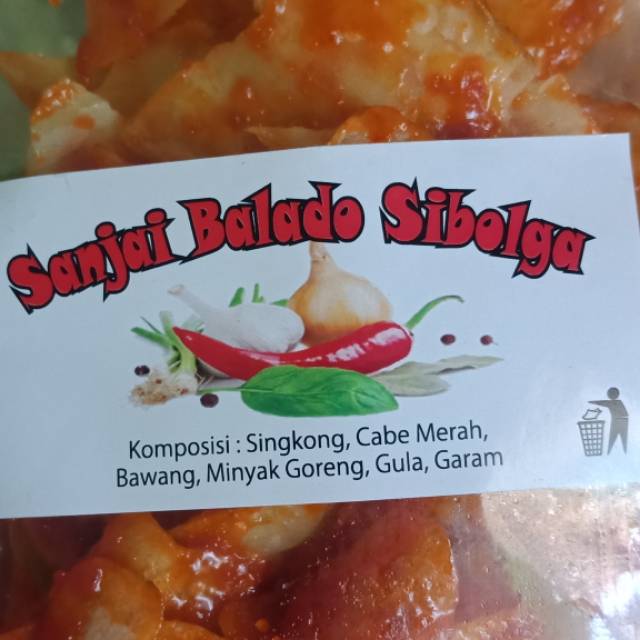 Sanjai Balado Sibolga
Komposisi : Singkong, Cabe Merah,
Bawang, Minyak Goreng, Gula, Garam